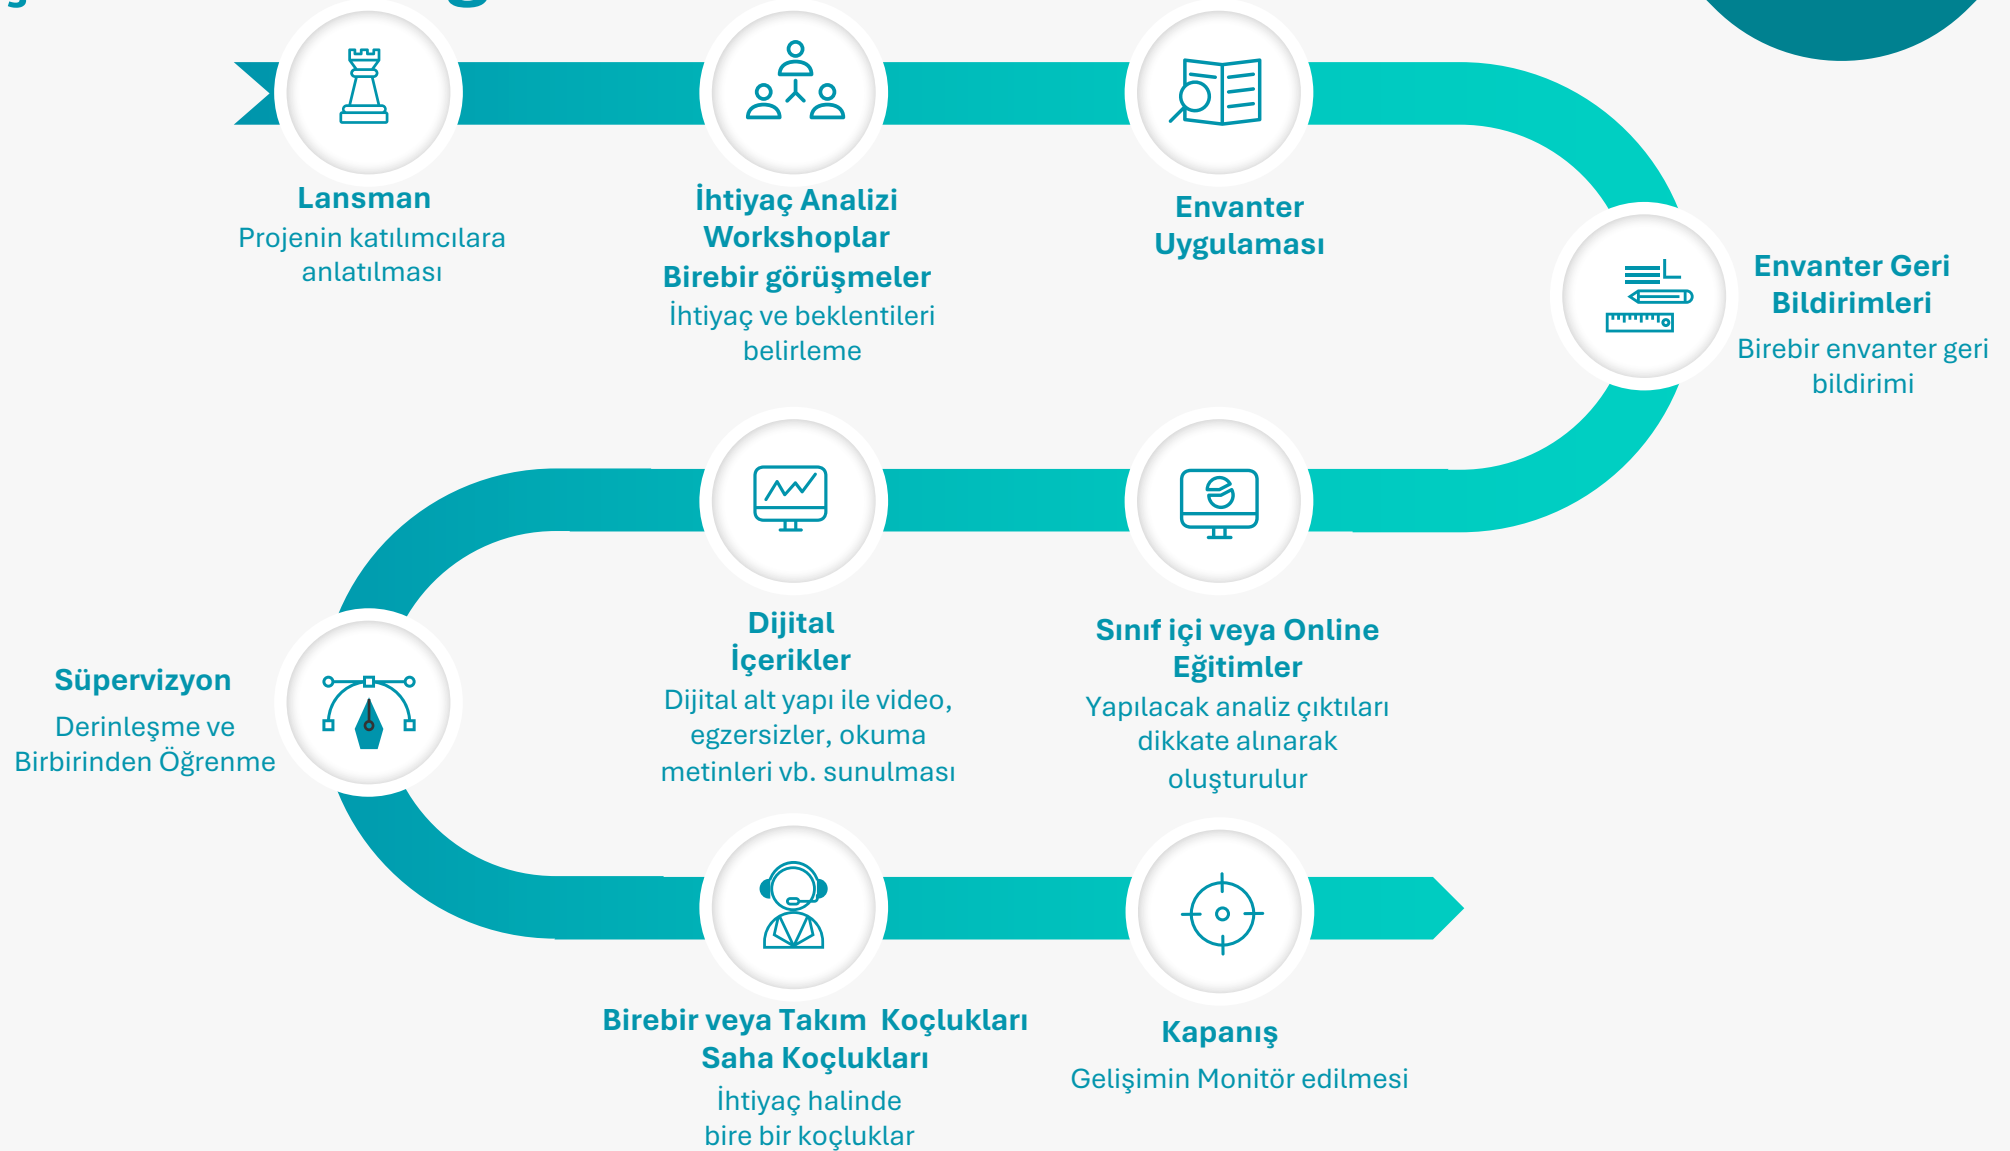 Lansman
Projenin katılımcılara
anlatılması
İhtiyaç Analizi
Workshoplar
Birebir görüşmeler
İhtiyaç ve beklentileri
belirleme
Envanter
Uygulaması
Envanter Geri
Bildirimleri
Birebir envanter geri
bildirimi
Sınıf içi veya Online
Eğitimler
Yapılacak analiz çıktıları
dikkate alınarak
oluşturulur
Dijital
İçerikler
Dijital alt yapı ile video,
egzersizler, okuma
metinleri vb. sunulması
Süpervizyon
Derinleşme ve
Birbirinden Öğrenme
Birebir veya Takım  Koçlukları
Saha Koçlukları
İhtiyaç halinde
bire bir koçluklar
Kapanış
Gelişimin Monitör edilmesi